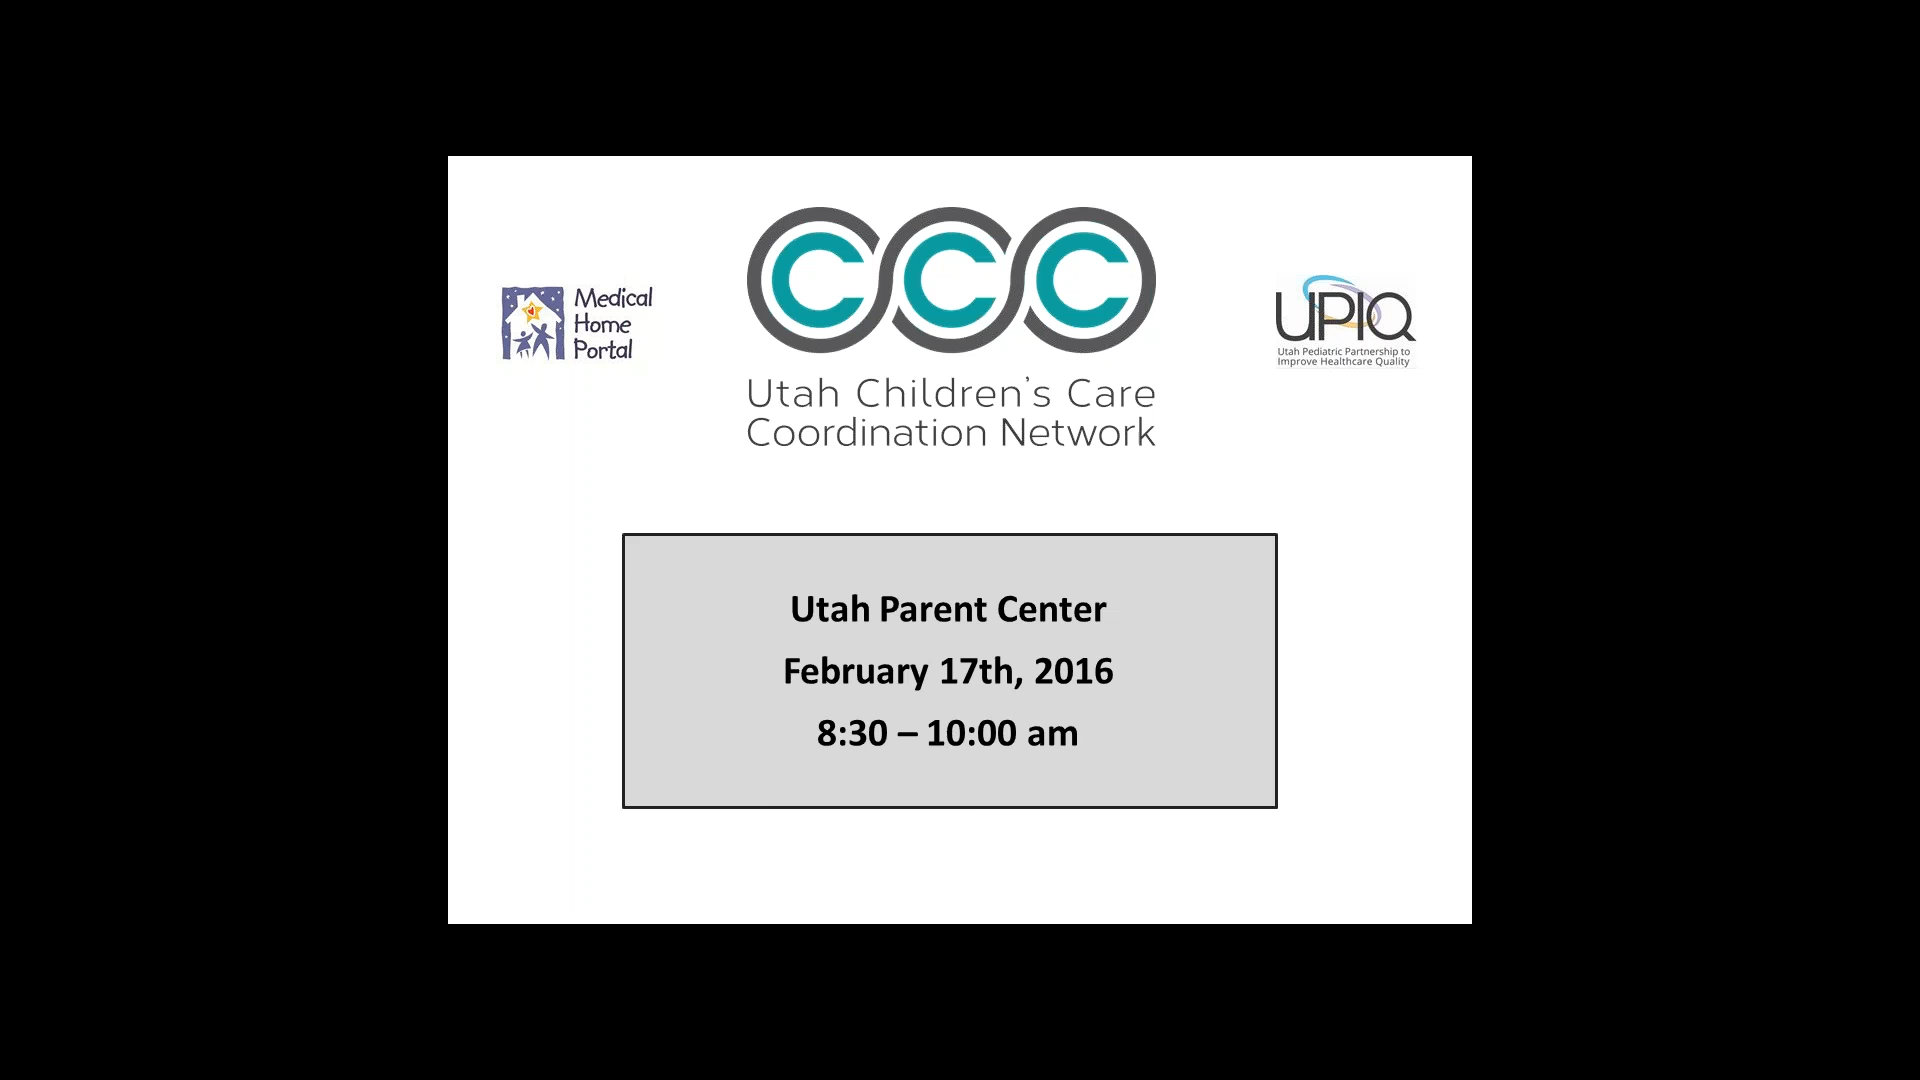 Medical
Home
Portal
CCC
Utah Children's Care
Coordination Network
UPIQ
Utah Pediatric Partnership to
Improve Healthcare Quality
Utah Parent Center
February 17th, 2016
8:30 – 10:00 am